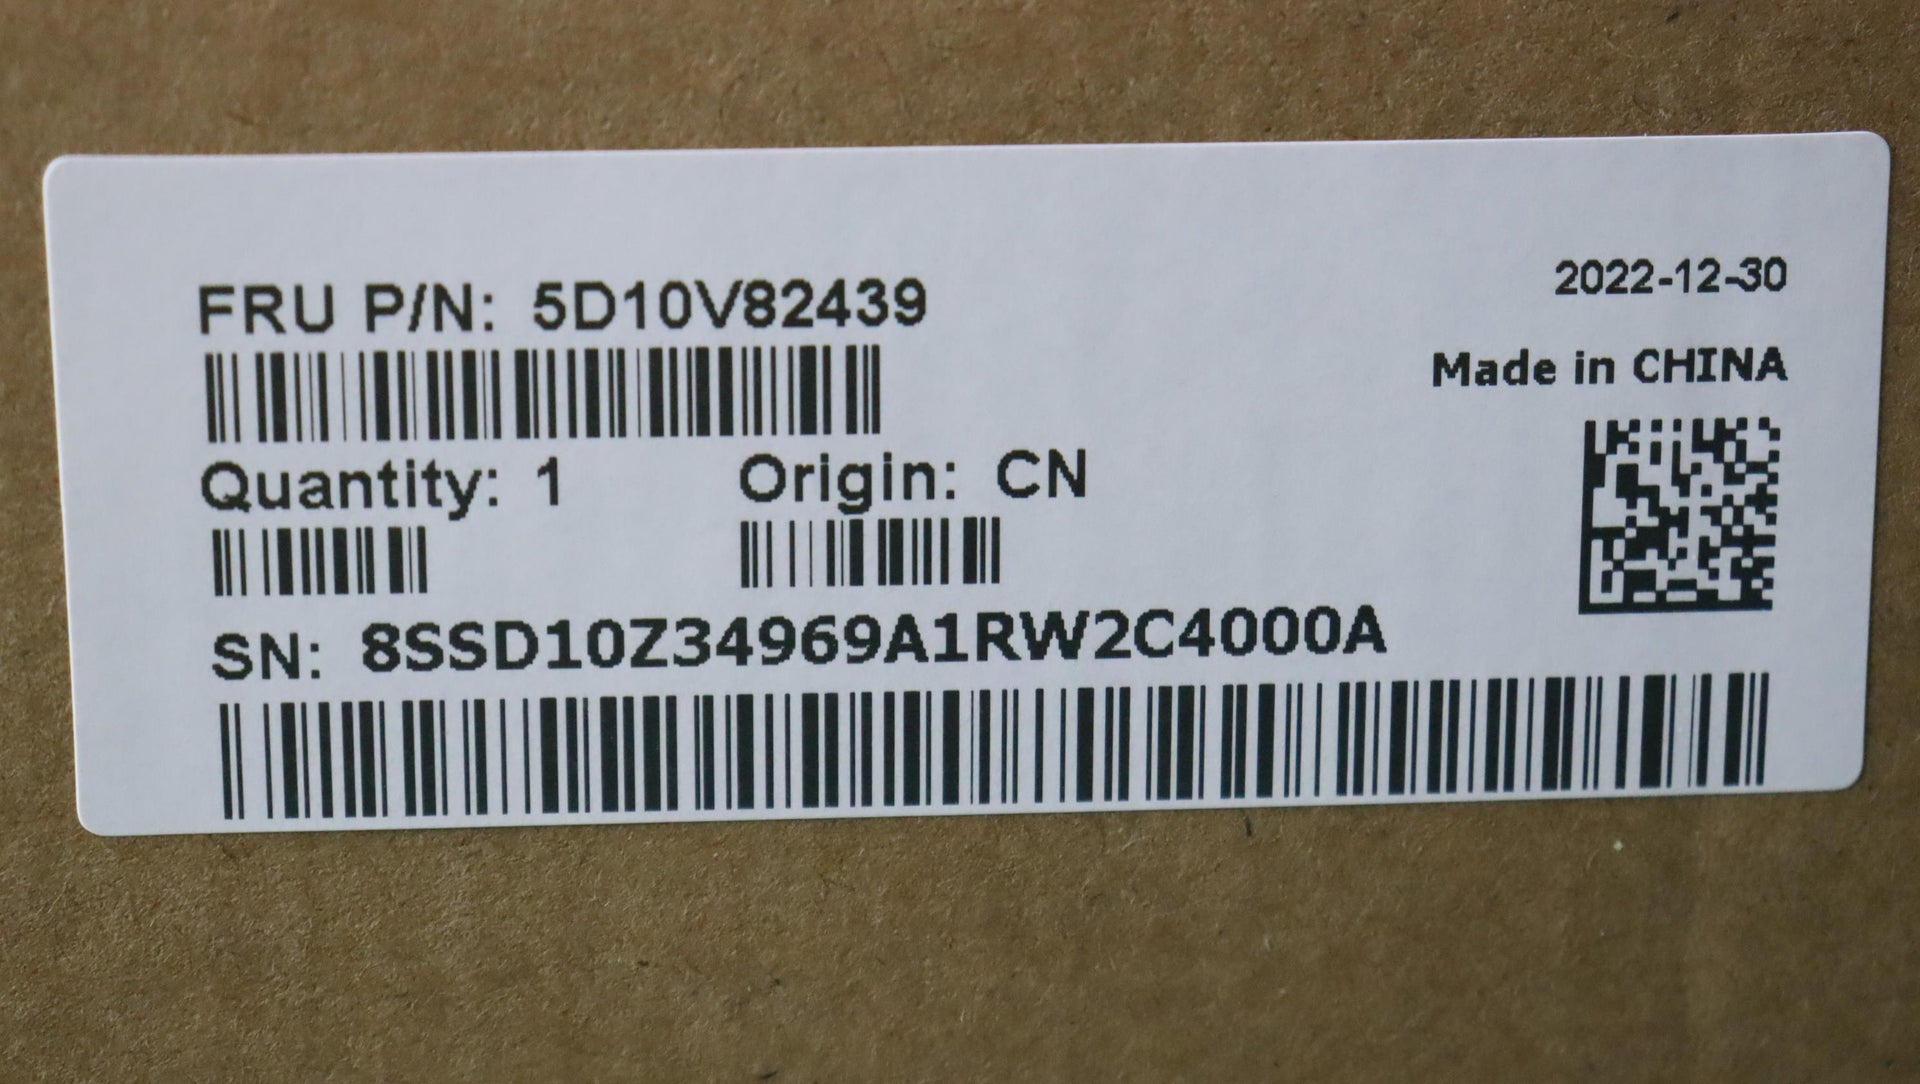 2022-12-30
FRU P/N: 5D10V82439
Made in CHINA
Quantity: 1 Origin: CN
SN: 8SSD10Z34969A1RW2C4000A